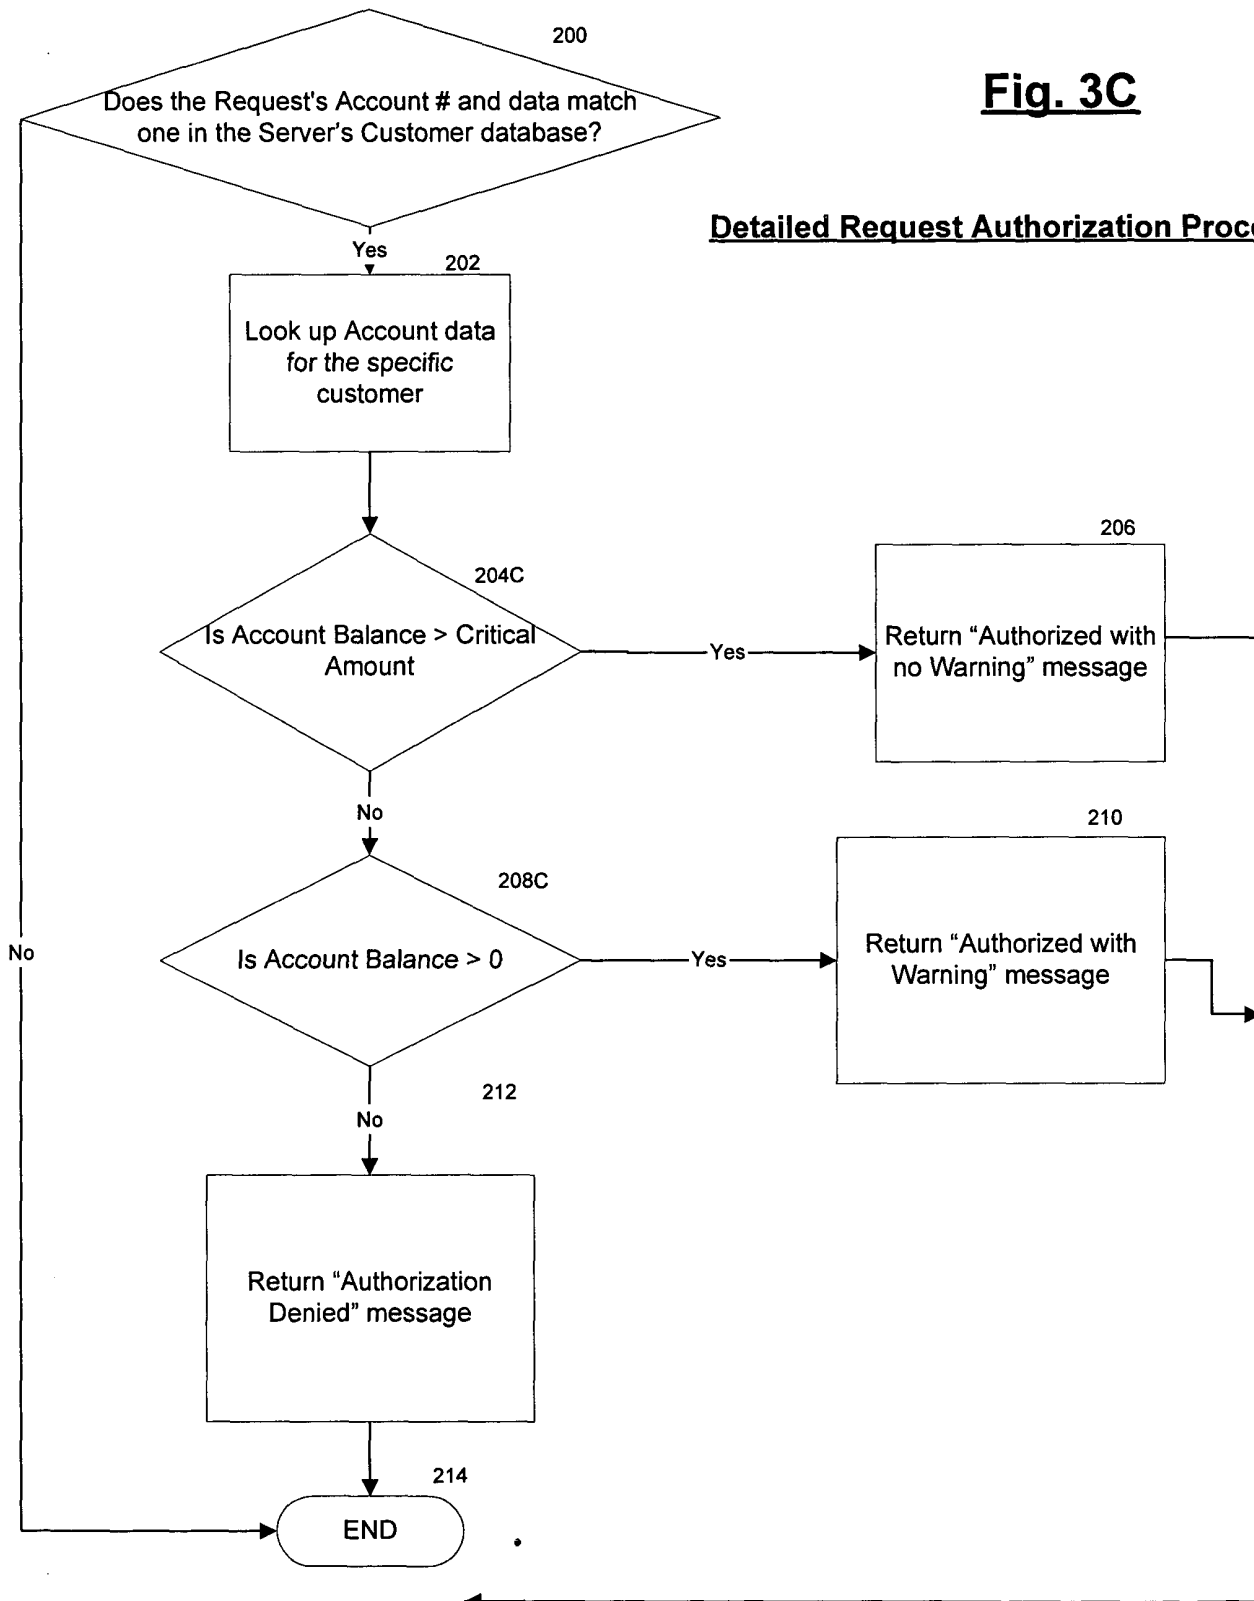 200
Fig. 3C
Does the Request's Account # and data match
one in the Server's Customer database?
Detailed Request Authorization Proce
Yes
202
Look up Account data
for the specific
customer
204C
Is Account Balance > Critical
Amount
Yes
206
Return “Authorized with
no Warning” message
No
208C
Is Account Balance > 0
Yes
210
Return “Authorized with
Warning” message
No
212
No
Return “Authorization
Denied” message
214
END